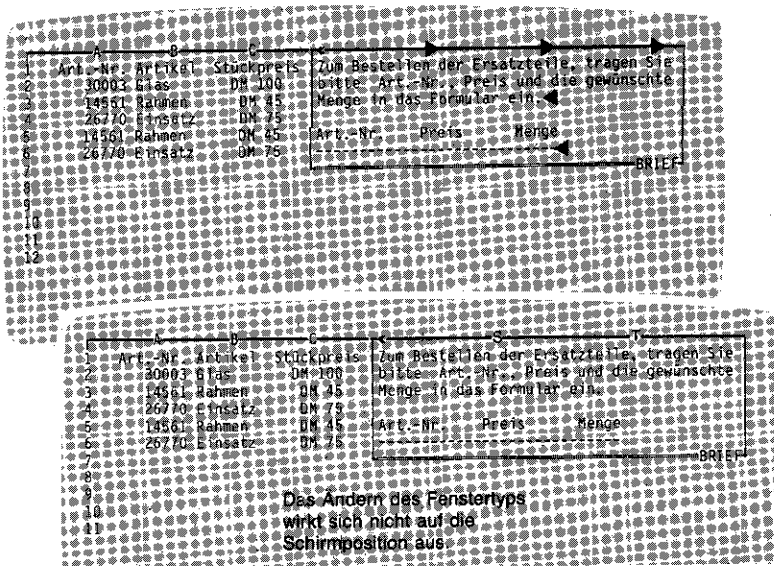 A B C
1 Art.-Nr. Artikel Stückpreis Zum Bestellen der Ersatzteile, tragen Sie
2 30003 Glas DM 100 bitte Art.-Nr., Preis und die gewünschte
3 14561 Rahmen DM 45 Menge in das Formular ein.
4 26770 Einsatz DM 75
5 14561 Rahmen DM 45 Art.-Nr. Preis Menge
6 26770 Einsatz DM 75 --------------------
7 BRIEF
8
9
10
11
12
A B C S T
1 Art.-Nr. Artikel Stückpreis Zum Bestellen der Ersatzteile, tragen Sie
2 30003 Glas DM 100 bitte Art.-Nr., Preis und die gewünschte
3 14561 Rahmen DM 45 Menge in das Formular ein.
4 26770 Einsatz DM 75
5 14561 Rahmen DM 45 Art.-Nr. Preis Menge
6 26770 Einsatz DM 75 --------------------
7 BRIEF
8
9
10
11
Das Ändern des Fenstertyps
wirkt sich nicht auf die
Schirmposition aus.